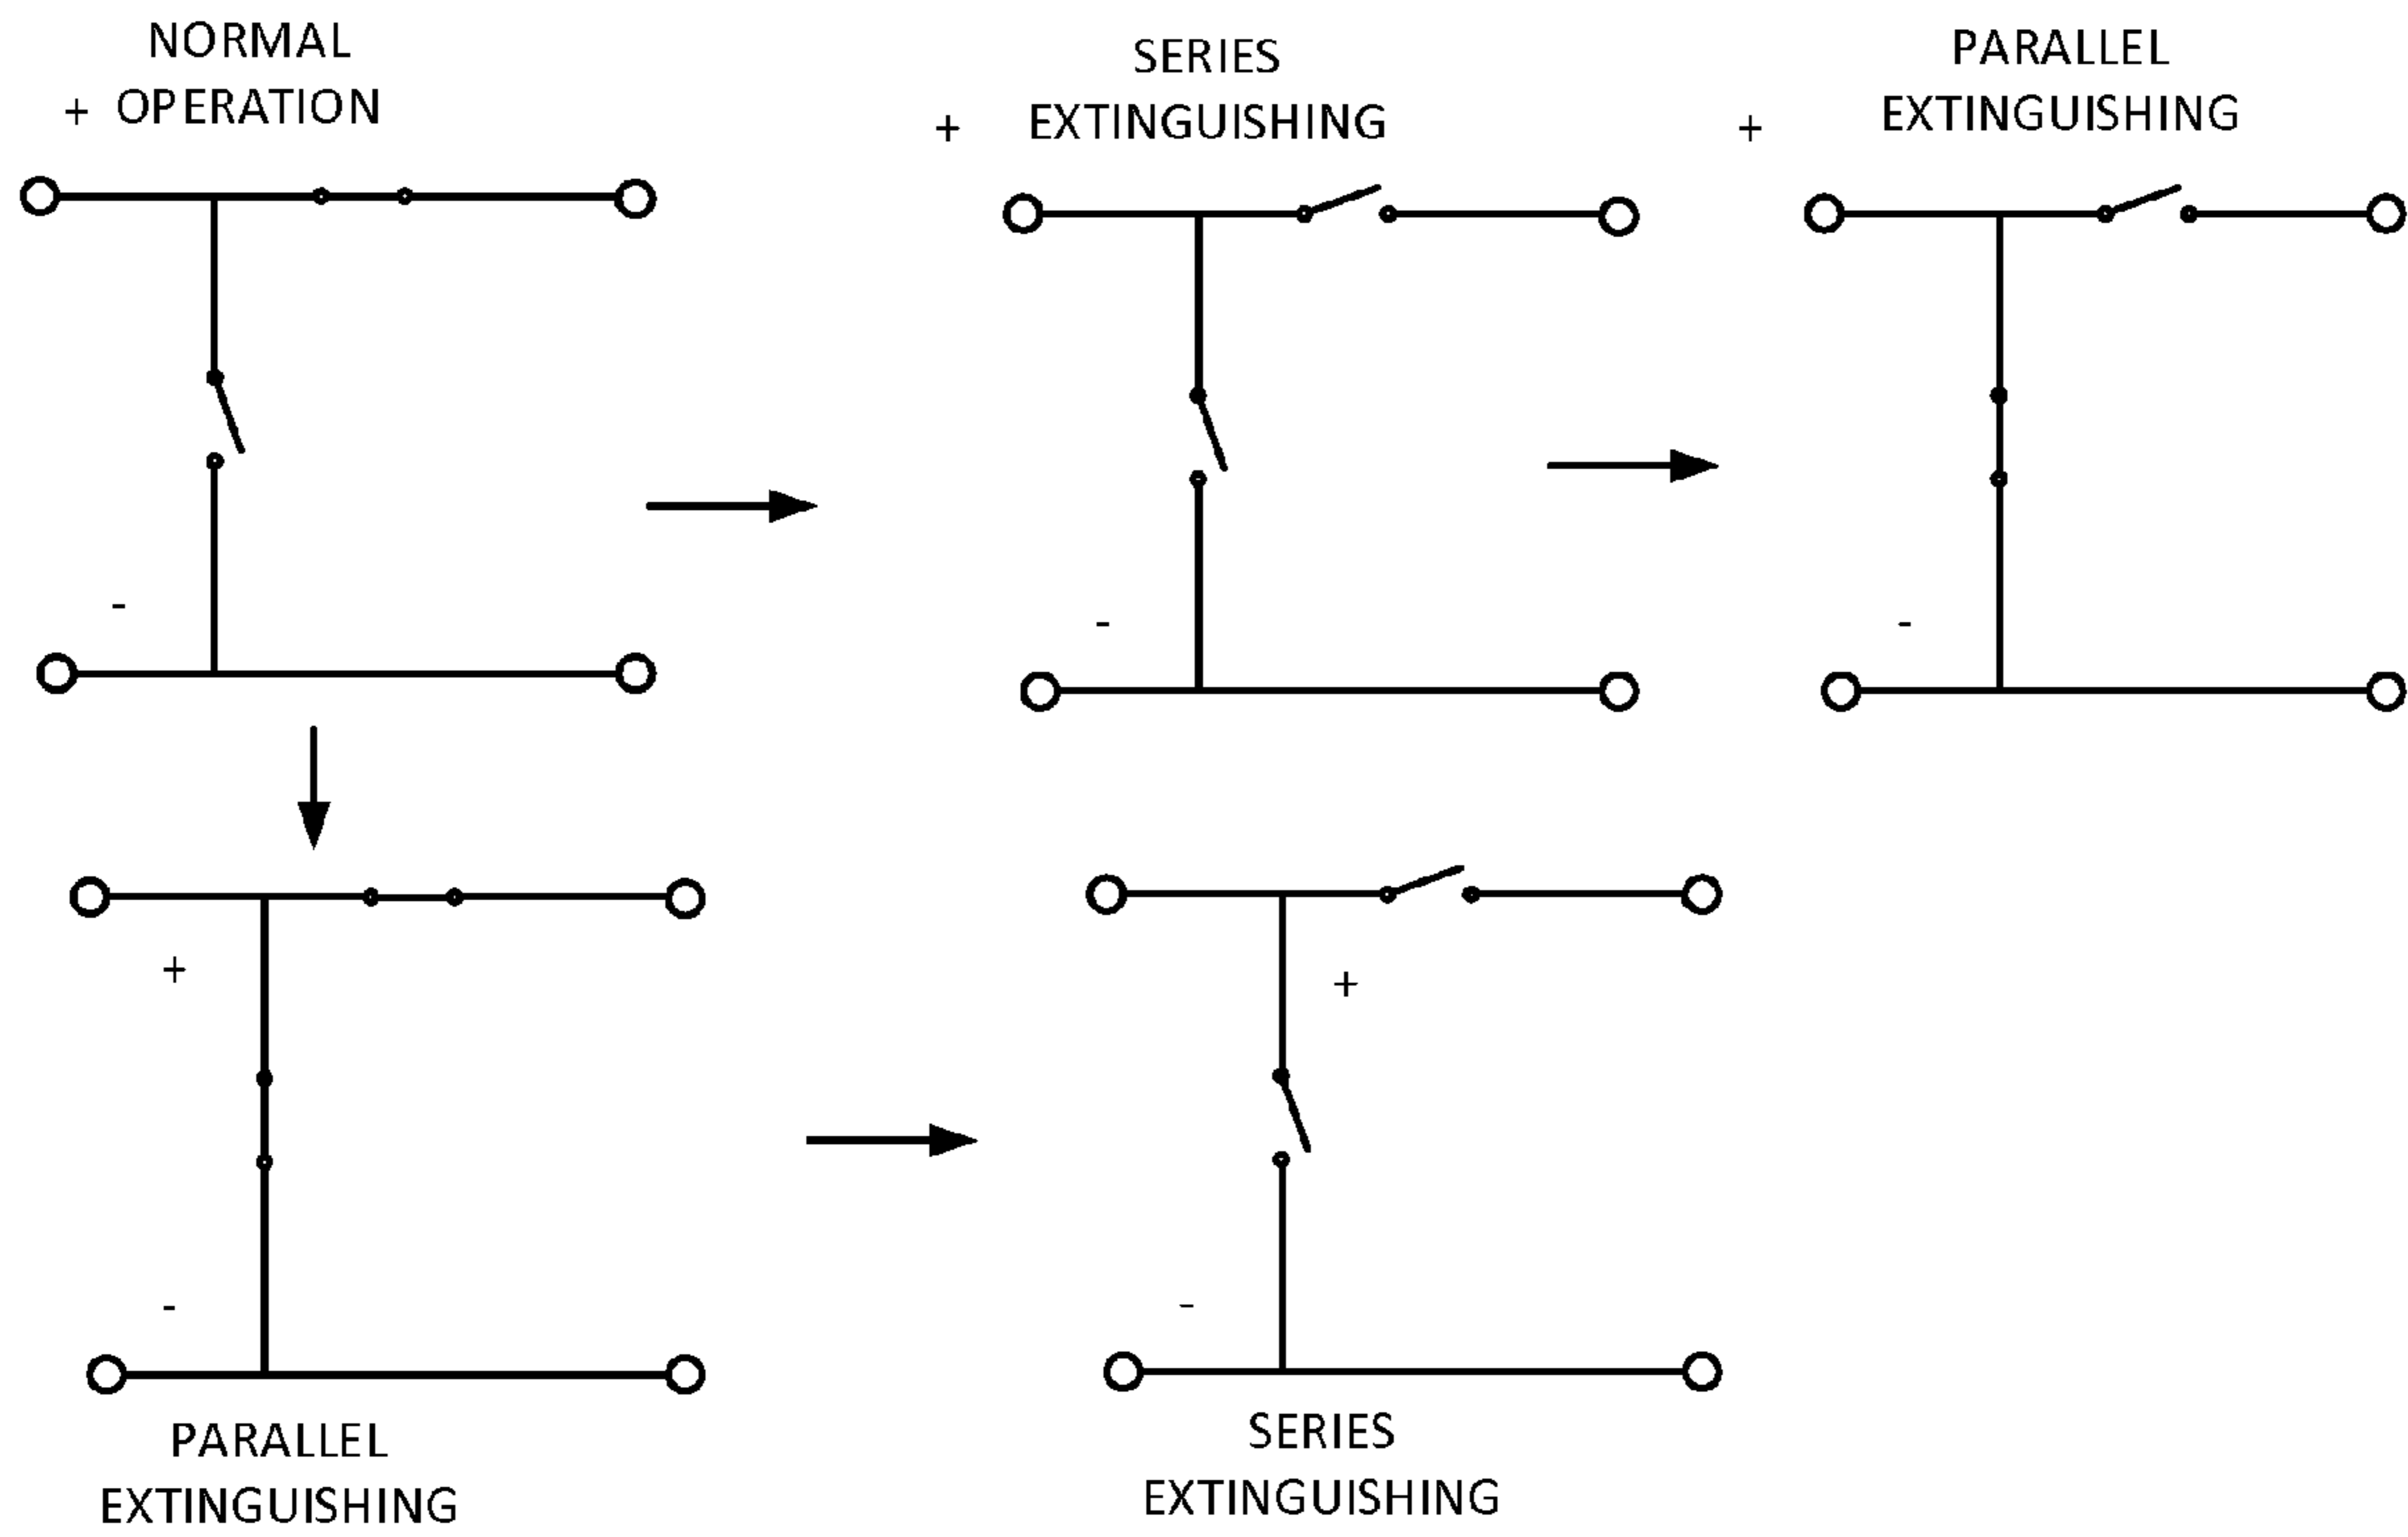 NORMAL
+ OPERATION
-
SERIES
+ EXTINGUISHING
-
PARALLEL
+ EXTINGUISHING
-
+
-
PARALLEL
EXTINGUISHING
+
-
SERIES
EXTINGUISHING